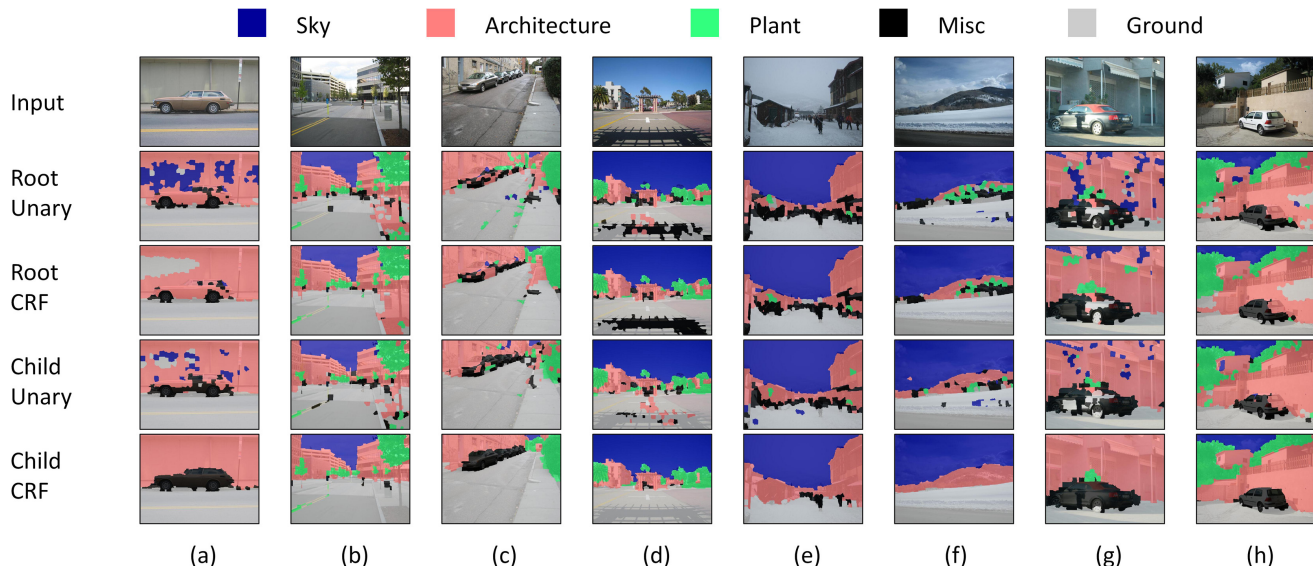 Sky Architecture Plant Misc Ground
Input
Root
Unary
Root
CRF
Child
Unary
Child
CRF
(a) (b) (c) (d) (e) (f) (g) (h)